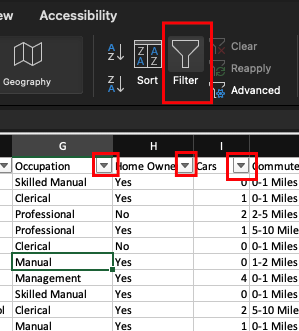 ew Accessibility
Geography
A Z
Z A
Z A A Z
Sort
Filter
Clear
Reapply
Advanced
G H I
Occupation Home Owne Cars Commute
Skilled Manual Yes 0 0-1 Miles
Clerical Yes 1 0-1 Miles
Professional No 2 2-5 Miles
Professional Yes 1 5-10 Mile
Clerical No 0 0-1 Miles
Manual Yes 0 1-2 Miles
Management Yes 4 0-1 Miles
Skilled Manual Yes 0 0-1 Miles
ol Clerical Yes 2 5-10 Mile
Manual Yes 1 0-1 Miles